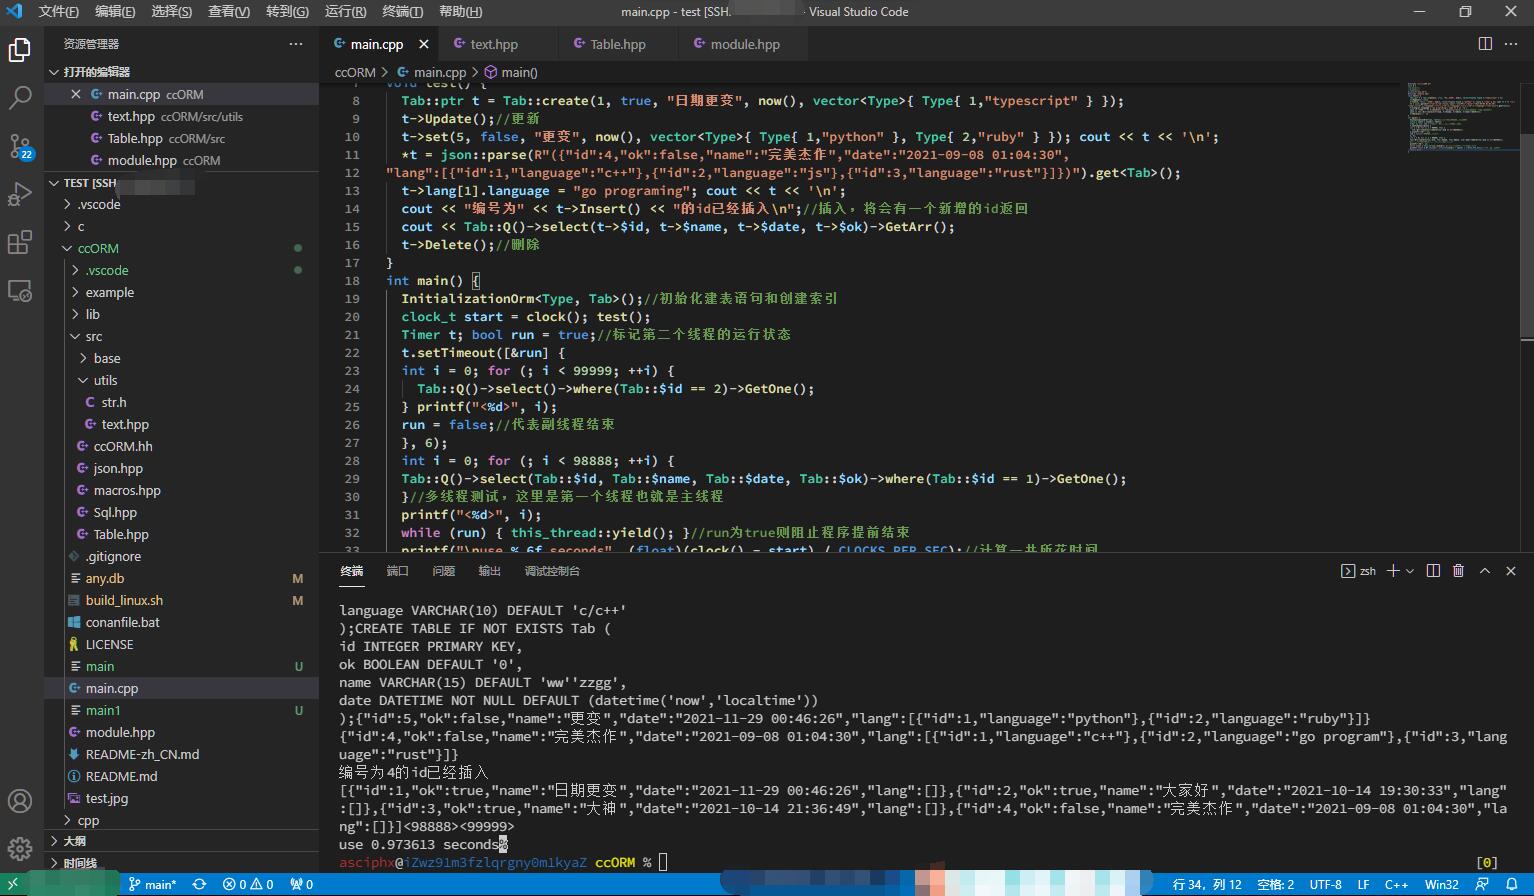 文件(F) 编辑(E) 选择(S) 查看(V) 转到(G) 运行(R) 终端(T) 帮助(H)
main.cpp - test [SSH:
- Visual Studio Code
资源管理器
打开的编辑器
main.cpp ccORM
text.hpp ccORM/src/utils
Table.hpp ccORM/src
module.hpp ccORM
TEST [SSH
.vscode
c
ccORM
.vscode
example
lib
src
base
utils
str.h
text.hpp
ccORM.hh
json.hpp
macros.hpp
Sql.hpp
Table.hpp
.gitignore
any.db M
build_linux.sh M
conanfile.bat
LICENSE
main U
main.cpp
main1 U
module.hpp
README-zh_CN.md
README.md
test.jpg
cpp
大纲
时间线
22
main.cpp text.hpp Table.hpp module.hpp
ccORM > main.cpp > main()
7 void test() {
8 Tab::ptr t = Tab::create(1, true, "日期更变", now(), vector<Type>{ Type{ 1,"typescript" } });
9 t->Update();//更新
10 t->set(5, false, "更变", now(), vector<Type>{ Type{ 1,"python" }, Type{ 2,"ruby" } }); cout << t << '\n';
11 *t = json::parse(R"({"id":4,"ok":false,"name":"完美杰作","date":"2021-09-08 01:04:30",
12 "lang":[{"id":1,"language":"c++"},{"id":2,"language":"js"},{"id":3,"language":"rust"}]})").get<Tab>();
13 t->lang[1].language = "go programing"; cout << t << '\n';
14 cout << "编号为" << t->Insert() << "的id已经插入\n";//插入，将会有一个新增的id返回
15 cout << Tab::Q()->select(t->$id, t->$name, t->$date, t->$ok)->GetArr();
16 t->Delete();//删除
17 }
18 int main() {
19 InitializationOrm<Type, Tab>();//初始化建表语句和创建索引
20 clock_t start = clock(); test();
21 Timer t; bool run = true;//标记第二个线程的运行状态
22 t.setTimeout([&run] {
23 int i = 0; for (; i < 99999; ++i) {
24 Tab::Q()->select()->where(Tab::$id == 2)->GetOne();
25 } printf("<%d>", i);
26 run = false;//代表副线程结束
27 }, 6);
28 int i = 0; for (; i < 98888; ++i) {
29 Tab::Q()->select(Tab::$id, Tab::$name, Tab::$date, Tab::$ok)->where(Tab::$id == 1)->GetOne();
30 }//多线程测试，这里是第一个线程也就是主线程
31 printf("<%d>", i);
32 while (run) { this_thread::yield(); }//run为true则阻止程序提前结束
33 printf("\nuse %.6f seconds", (float)(clock() - start) / CLOCKS_PER_SEC);//计算一共所花时间
终端 端口 问题 输出 调试控制台
zsh
language VARCHAR(10) DEFAULT 'c/c++'
);CREATE TABLE IF NOT EXISTS Tab (
id INTEGER PRIMARY KEY,
ok BOOLEAN DEFAULT '0',
name VARCHAR(15) DEFAULT 'ww''zzgg',
date DATETIME NOT NULL DEFAULT (datetime('now','localtime'))
);{"id":5,"ok":false,"name":"更变","date":"2021-11-29 00:46:26","lang":[{"id":1,"language":"python"},{"id":2,"language":"ruby"}]}
{"id":4,"ok":false,"name":"完美杰作","date":"2021-09-08 01:04:30","lang":[{"id":1,"language":"c++"},{"id":2,"language":"go program"},{"id":3,"lang
uage":"rust"}]}
编号为4的id已经插入
[{"id":1,"ok":true,"name":"日期更变","date":"2021-11-29 00:46:26","lang":[]},{"id":2,"ok":true,"name":"大家好","date":"2021-10-14 19:30:33","lang"
:[]},{"id":3,"ok":true,"name":"大神","date":"2021-10-14 21:36:49","lang":[]},{"id":4,"ok":false,"name":"完美杰作","date":"2021-09-08 01:04:30","la
ng":[]}]<98888><99999>
use 0.973613 seconds%
asciphx@iZwz91m3fzlqrgny0m1kyaZ ccORM % [0]
main* 0 0 0
行 34，列 12 空格: 2 UTF-8 LF C++ Win32